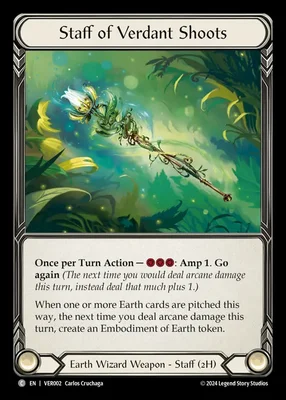 Staff of Verdant Shoots
Once per Turn Action — : Amp 1. Go
again (The next time you would deal arcane damage
this turn, instead deal that much plus 1.)
When one or more Earth cards are pitched this
way, the next time you deal arcane damage this
turn, create an Embodiment of Earth token.
Earth Wizard Weapon - Staff (2H)
C | EN | VER002 Carlos Cruchaga
© 2024 Legend Story Studios